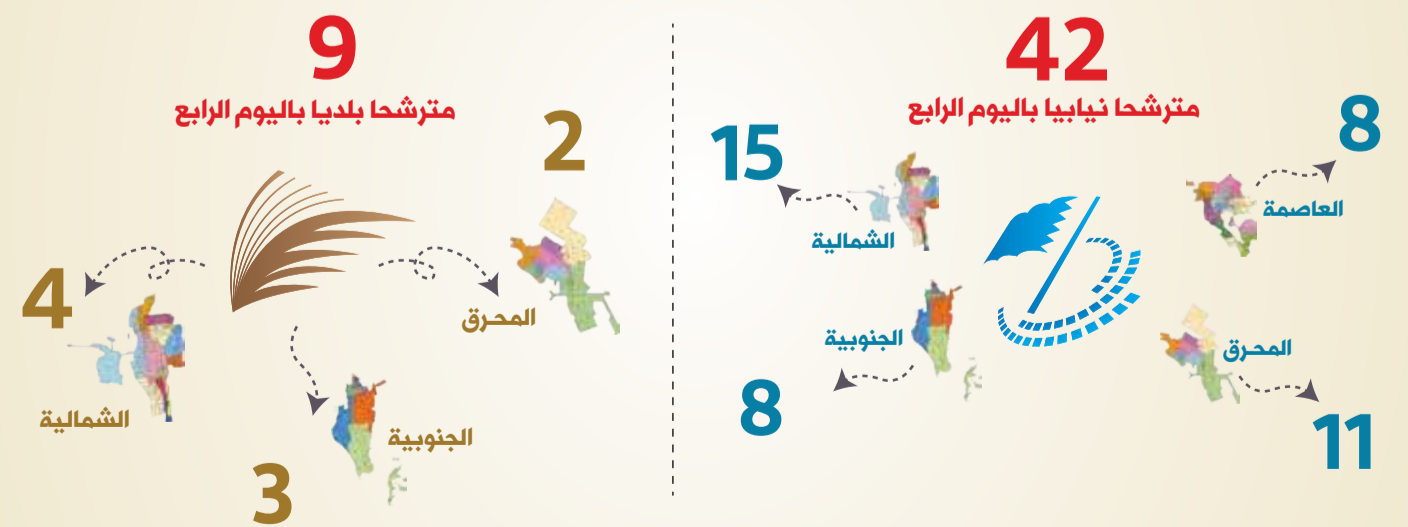 42
مترشحا نيابيا باليوم الرابع
8
العاصمة
15
الشمالية
المحرق
11
الجنوبية
8
9
مترشحا بلديا باليوم الرابع
2
المحرق
4
الشمالية
الجنوبية
3